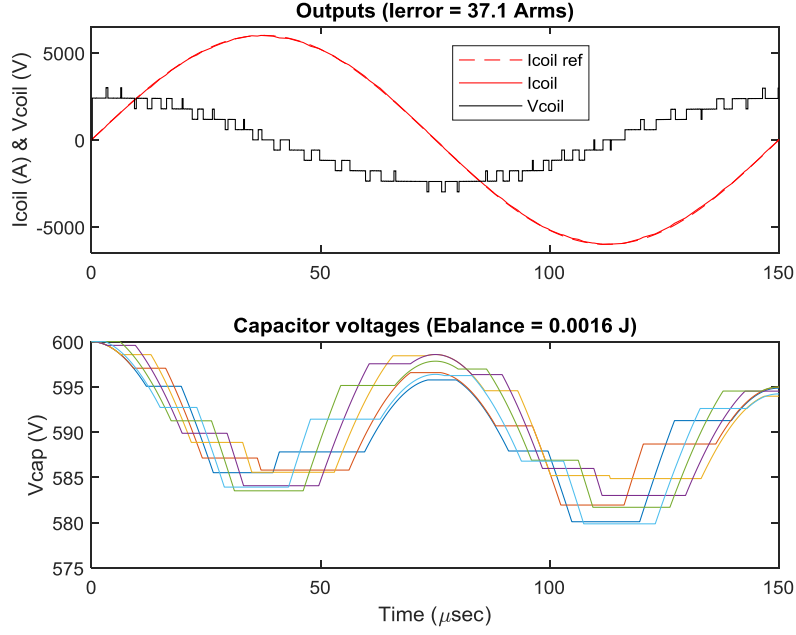 Outputs (Ierror = 37.1 Arms)
Icoil (A) & Vcoil (V)
5000
0
-5000
Icoil ref
Icoil
Vcoil
0
50
100
150
Capacitor voltages (Ebalance = 0.0016 J)
Vcap (V)
600
595
590
585
580
575
0
50
100
150
Time (μsec)